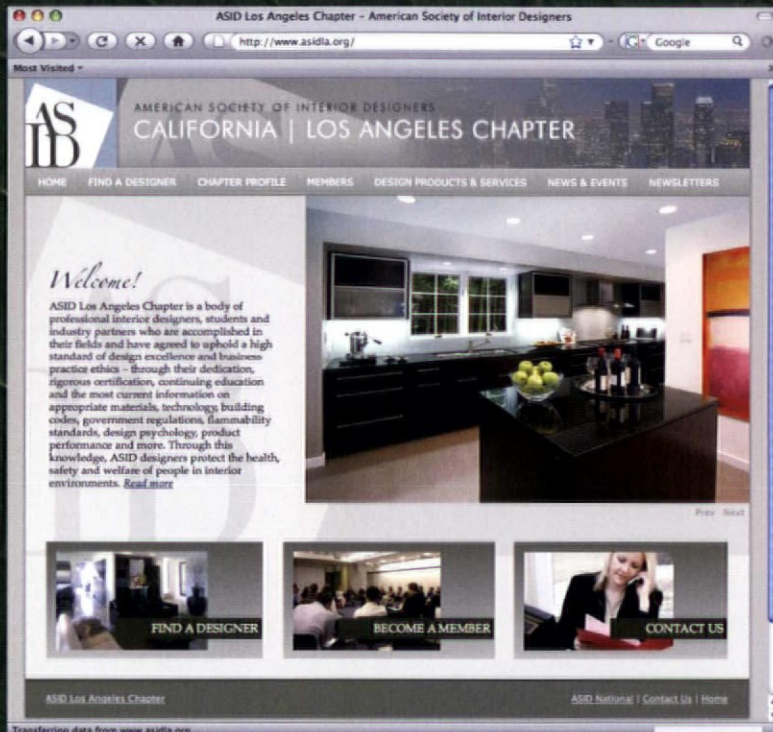 ASID Los Angeles Chapter – American Society of Interior Designers
http://www.asidla.org/
Google
Most Visited
ASID
AMERICAN SOCIETY OF INTERIOR DESIGNERS
CALIFORNIA | LOS ANGELES CHAPTER
HOME FIND A DESIGNER CHAPTER PROFILE MEMBERS DESIGN PRODUCTS & SERVICES NEWS & EVENTS NEWSLETTERS
Welcome!
ASID Los Angeles Chapter is a body of
professional interior designers, students and
industry partners who are accomplished in
their fields and have agreed to uphold a high
standard of design excellence and business
practice ethics – through their dedication,
rigorous certification, continuing education
and the most current information on
appropriate materials, technology, building
codes, government regulations, flammability
standards, design psychology, product
performance and more. Through this
knowledge, ASID designers protect the health,
safety and welfare of people in interior
environments. Read more
Prev Next
FIND A DESIGNER
BECOME A MEMBER
CONTACT US
ASID Los Angeles Chapter
ASID National | Contact Us | Home
Transferring data from www.asidla.org